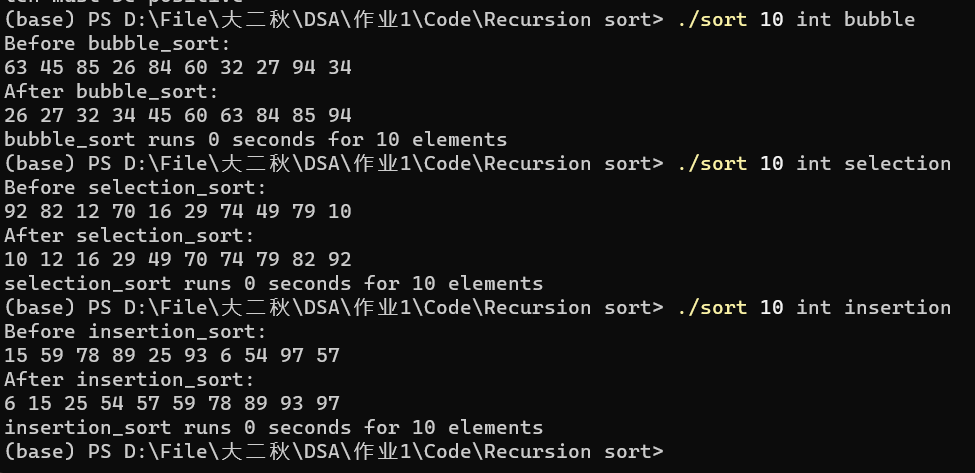 len must be positive
(base) PS D:\File\大二秋\DSA\作业1\Code\Recursion sort> ./sort 10 int bubble
Before bubble_sort:
63 45 85 26 84 60 32 27 94 34
After bubble_sort:
26 27 32 34 45 60 63 84 85 94
bubble_sort runs 0 seconds for 10 elements
(base) PS D:\File\大二秋\DSA\作业1\Code\Recursion sort> ./sort 10 int selection
Before selection_sort:
92 82 12 70 16 29 74 49 79 10
After selection_sort:
10 12 16 29 49 70 74 79 82 92
selection_sort runs 0 seconds for 10 elements
(base) PS D:\File\大二秋\DSA\作业1\Code\Recursion sort> ./sort 10 int insertion
Before insertion_sort:
15 59 78 89 25 93 6 54 97 57
After insertion_sort:
6 15 25 54 57 59 78 89 93 97
insertion_sort runs 0 seconds for 10 elements
(base) PS D:\File\大二秋\DSA\作业1\Code\Recursion sort>